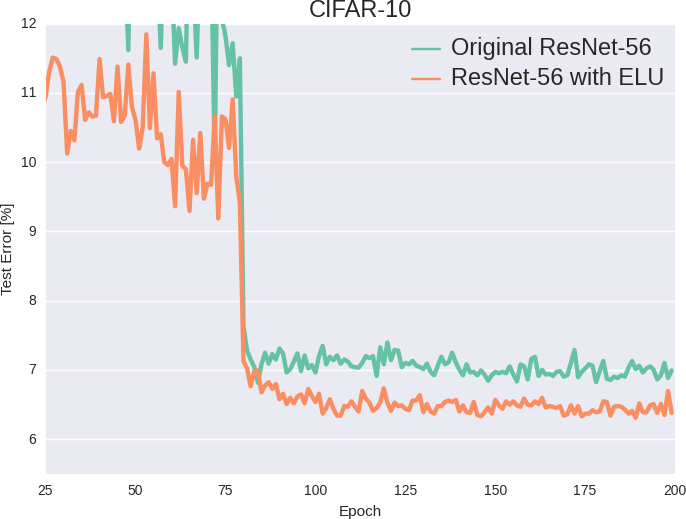 CIFAR-10
Original ResNet-56
ResNet-56 with ELU
Test Error [%]
12
11
10
9
8
7
6
25 50 75 100 125 150 175 200
Epoch